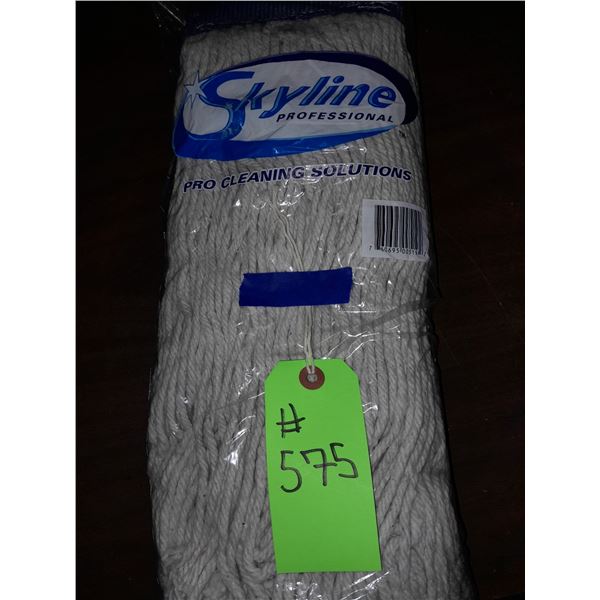 Skyline
PROFESSIONAL
PRO CLEANING SOLUTIONS
#
575